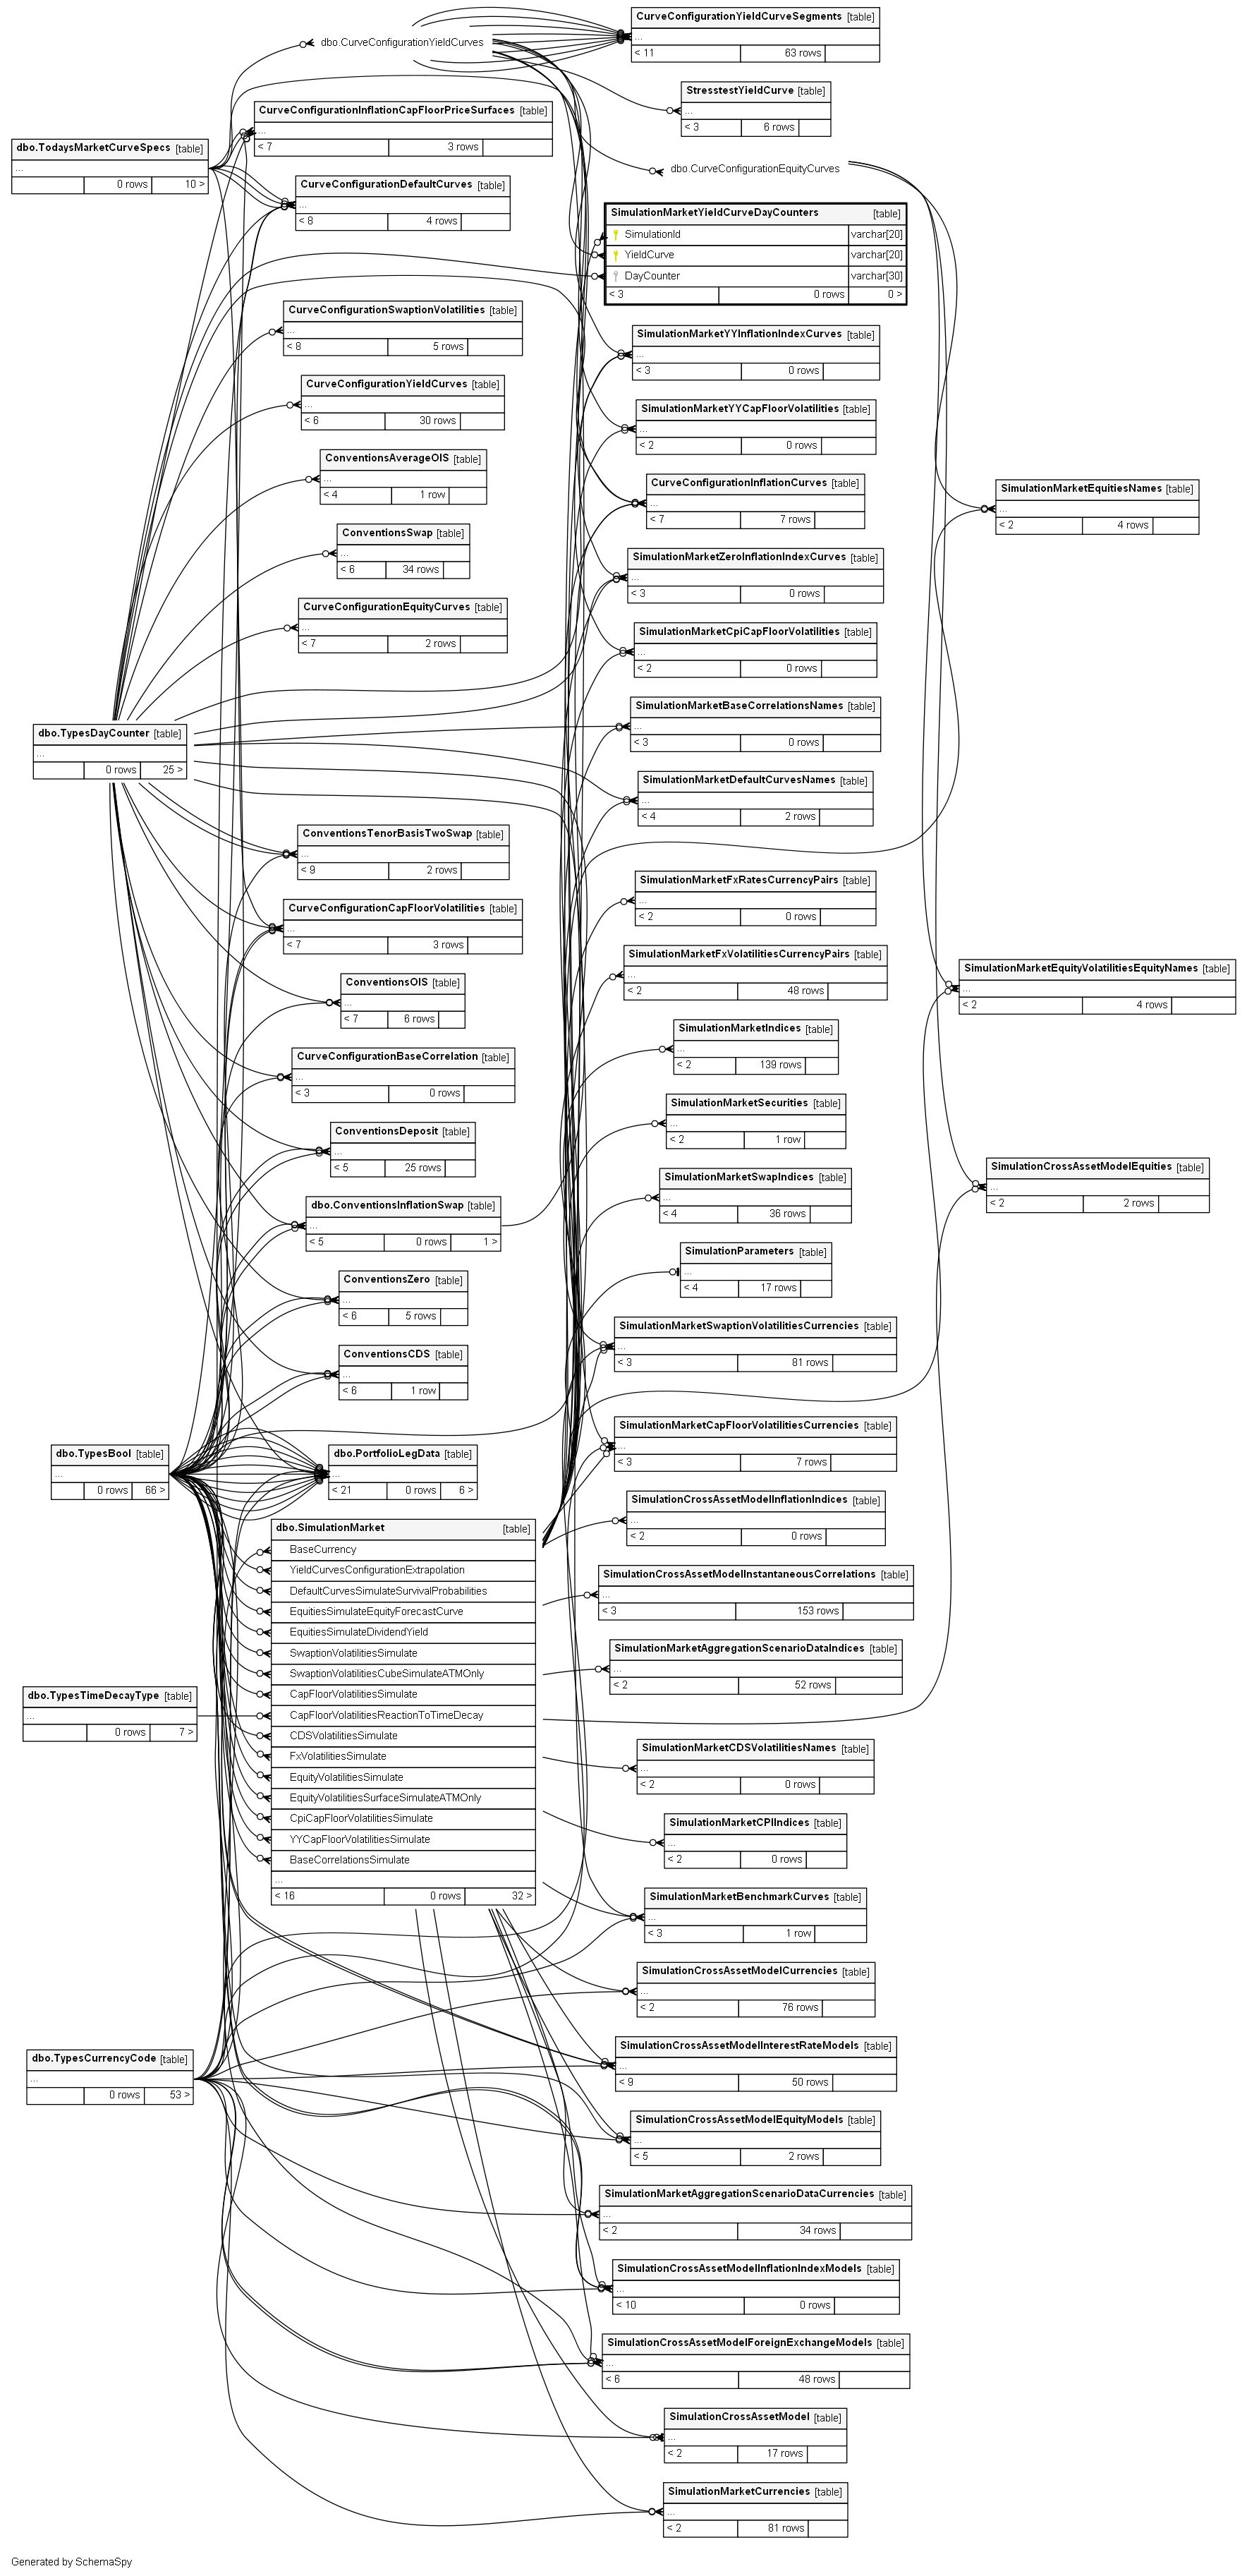 CurveConfigurationYieldCurveSegments [table]
...
< 11 63 rows
dbo.CurveConfigurationYieldCurves
StresstestYieldCurve [table]
...
< 3 6 rows
CurveConfigurationInflationCapFloorPriceSurfaces [table]
...
< 7 3 rows
dbo.TodaysMarketCurveSpecs [table]
...
0 rows 10 >
dbo.CurveConfigurationEquityCurves
CurveConfigurationDefaultCurves [table]
...
< 8 4 rows
SimulationMarketYieldCurveDayCounters [table]
SimulationId varchar[20]
YieldCurve varchar[20]
DayCounter varchar[30]
< 3 0 rows 0 >
CurveConfigurationSwaptionVolatilities [table]
...
< 8 5 rows
SimulationMarketYYInflationIndexCurves [table]
...
< 3 0 rows
CurveConfigurationYieldCurves [table]
...
< 6 30 rows
SimulationMarketYYCapFloorVolatilities [table]
...
< 2 0 rows
ConventionsAverageOIS [table]
...
< 4 1 row
CurveConfigurationInflationCurves [table]
...
< 7 7 rows
SimulationMarketEquitiesNames [table]
...
< 2 4 rows
ConventionsSwap [table]
...
< 6 34 rows
SimulationMarketZeroInflationIndexCurves [table]
...
< 3 0 rows
CurveConfigurationEquityCurves [table]
...
< 7 2 rows
SimulationMarketCpiCapFloorVolatilities [table]
...
< 2 0 rows
SimulationMarketBaseCorrelationsNames [table]
...
< 3 0 rows
dbo.TypesDayCounter [table]
...
0 rows 25 >
SimulationMarketDefaultCurvesNames [table]
...
< 4 2 rows
ConventionsTenorBasisTwoSwap [table]
...
< 9 2 rows
SimulationMarketFxRatesCurrencyPairs [table]
...
< 2 0 rows
CurveConfigurationCapFloorVolatilities [table]
...
< 7 3 rows
SimulationMarketFxVolatilitiesCurrencyPairs [table]
...
< 2 48 rows
SimulationMarketEquityVolatilitiesEquityNames [table]
...
< 2 4 rows
ConventionsOIS [table]
...
< 7 6 rows
SimulationMarketIndices [table]
...
< 2 139 rows
CurveConfigurationBaseCorrelation [table]
...
< 3 0 rows
SimulationMarketSecurities [table]
...
< 2 1 row
ConventionsDeposit [table]
...
< 5 25 rows
SimulationMarketSwapIndices [table]
...
< 4 36 rows
SimulationCrossAssetModelEquities [table]
...
< 2 2 rows
dbo.ConventionsInflationSwap [table]
...
< 5 0 rows 1 >
SimulationParameters [table]
...
< 4 17 rows
ConventionsZero [table]
...
< 6 5 rows
SimulationMarketSwaptionVolatilitiesCurrencies [table]
...
< 3 81 rows
ConventionsCDS [table]
...
< 6 1 row
SimulationMarketCapFloorVolatilitiesCurrencies [table]
...
< 3 7 rows
dbo.TypesBool [table]
...
0 rows 66 >
dbo.PortfolioLegData [table]
...
< 21 0 rows 6 >
SimulationCrossAssetModelInflationIndices [table]
...
< 2 0 rows
dbo.SimulationMarket [table]
BaseCurrency
YieldCurvesConfigurationExtrapolation
DefaultCurvesSimulateSurvivalProbabilities
EquitiesSimulateEquityForecastCurve
EquitiesSimulateDividendYield
SwaptionVolatilitiesSimulate
SwaptionVolatilitiesCubeSimulateATMOnly
CapFloorVolatilitiesSimulate
CapFloorVolatilitiesReactionToTimeDecay
CDSVolatilitiesSimulate
FxVolatilitiesSimulate
EquityVolatilitiesSimulate
EquityVolatilitiesSurfaceSimulateATMOnly
CpiCapFloorVolatilitiesSimulate
YYCapFloorVolatilitiesSimulate
BaseCorrelationsSimulate
...
< 16 0 rows 32 >
SimulationCrossAssetModelInstantaneousCorrelations [table]
...
< 3 153 rows
SimulationMarketAggregationScenarioDataIndices [table]
...
< 2 52 rows
dbo.TypesTimeDecayType [table]
...
0 rows 7 >
SimulationMarketCDSVolatilitiesNames [table]
...
< 2 0 rows
SimulationMarketCPIIndices [table]
...
< 2 0 rows
SimulationMarketBenchmarkCurves [table]
...
< 3 1 row
SimulationCrossAssetModelCurrencies [table]
...
< 2 76 rows
SimulationCrossAssetModelInterestRateModels [table]
...
< 9 50 rows
dbo.TypesCurrencyCode [table]
...
0 rows 53 >
SimulationCrossAssetModelEquityModels [table]
...
< 5 2 rows
SimulationMarketAggregationScenarioDataCurrencies [table]
...
< 2 34 rows
SimulationCrossAssetModelInflationIndexModels [table]
...
< 10 0 rows
SimulationCrossAssetModelForeignExchangeModels [table]
...
< 6 48 rows
SimulationCrossAssetModel [table]
...
< 2 17 rows
SimulationMarketCurrencies [table]
...
< 2 81 rows
Generated by SchemaSpy